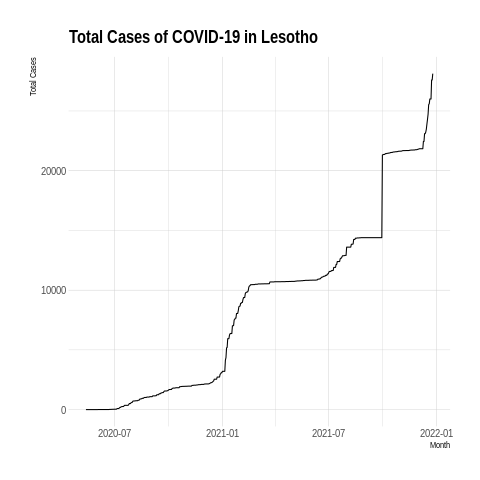 Total Cases of COVID-19 in Lesotho
Total Cases
20000
10000
0
2020-07
2021-01
2021-07
2022-01
Month